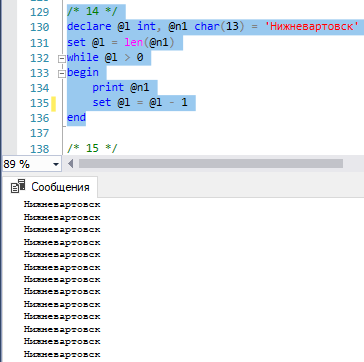 129 /* 14 */
130 declare @l int, @n1 char(13) = 'Нижневартовск'
131 set @l = len(@n1)
132 while @l > 0
133 begin
134 print @n1
135 set @l = @l - 1
136 end
137
138 /* 15 */
89 %
Сообщения
Нижневартовск
Нижневартовск
Нижневартовск
Нижневартовск
Нижневартовск
Нижневартовск
Нижневартовск
Нижневартовск
Нижневартовск
Нижневартовск
Нижневартовск
Нижневартовск
Нижневартовск